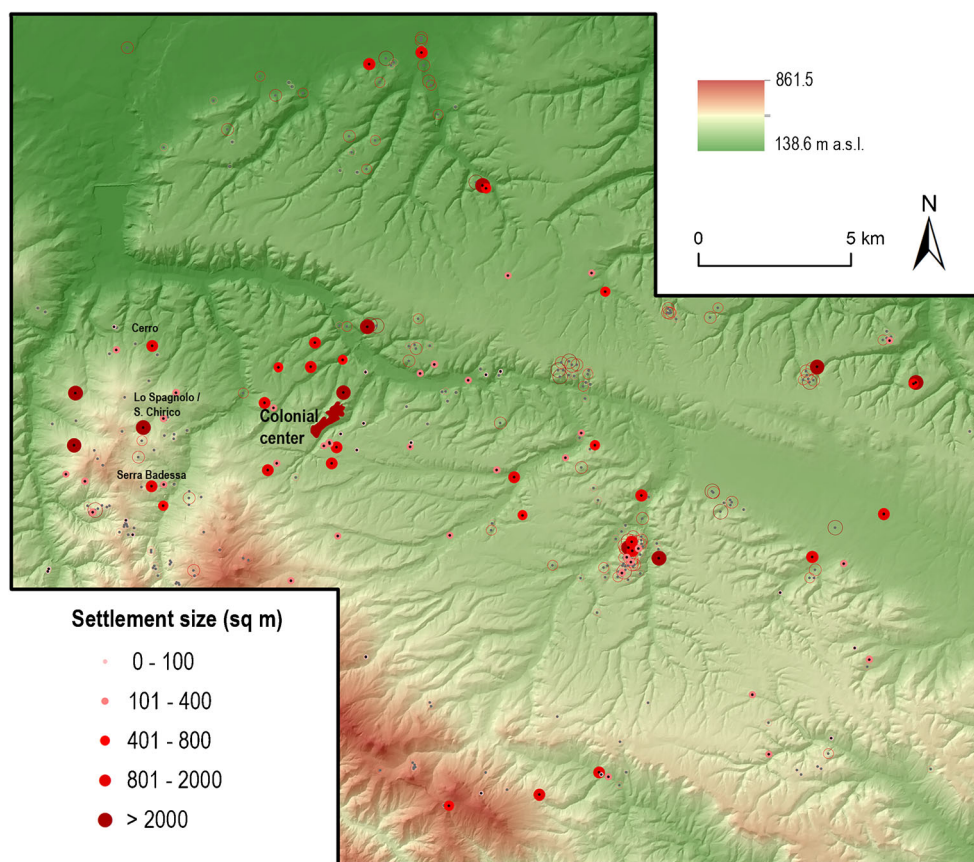 861.5
138.6 m a.s.l.
N
0 5 km
Cerro
Lo Spagnolo /
S. Chirico
Colonial
center
Serra Badessa
Settlement size (sq m)
0 - 100
101 - 400
401 - 800
801 - 2000
> 2000